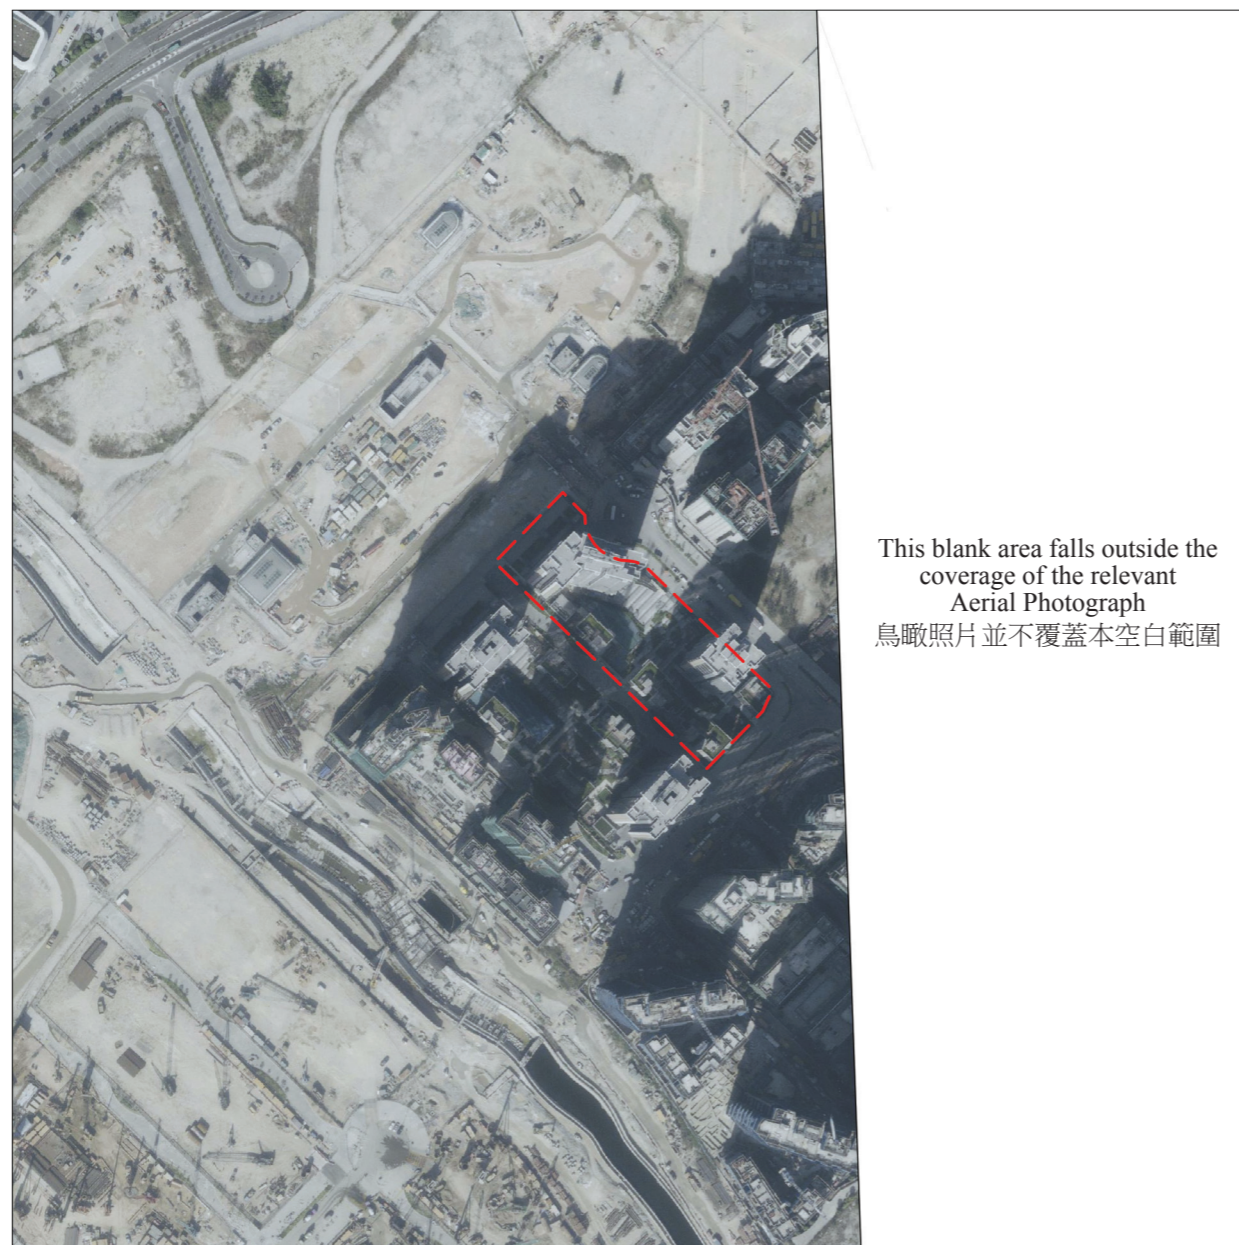 This blank area falls outside the
coverage of the relevant
Aerial Photograph
鳥瞰照片並不覆蓋本空白範圍